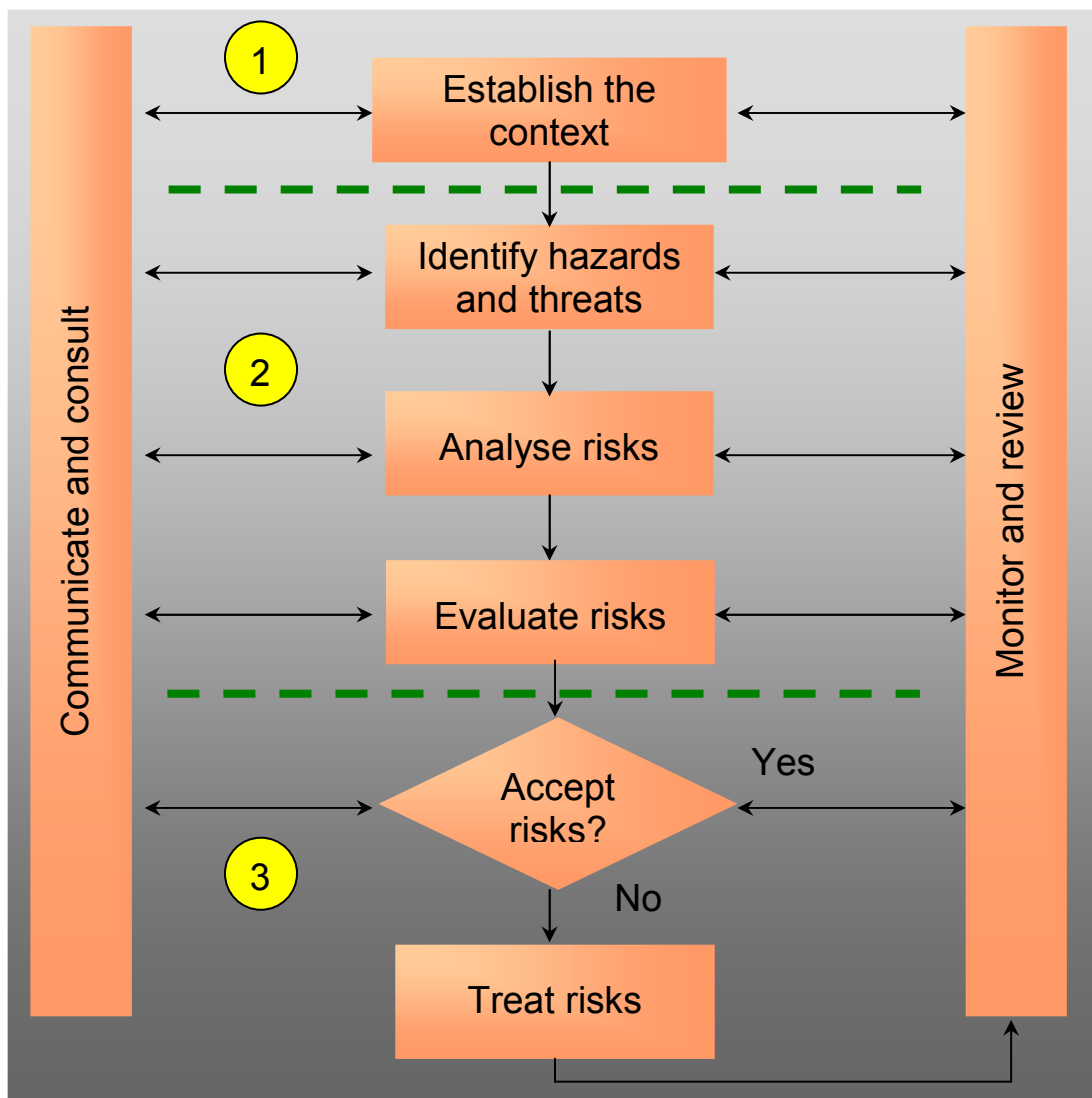 1
Establish the
context
Identify hazards
and threats
2
Analyse risks
Evaluate risks
Accept
risks?
Yes
No
3
Treat risks
Communicate and consult
Monitor and review